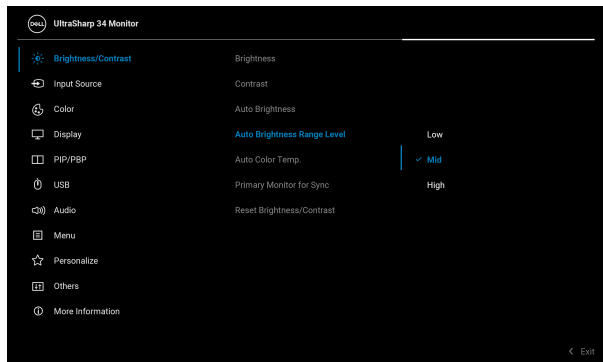 DELL UltraSharp 34 Monitor
Brightness/Contrast Brightness
Input Source Contrast
Color Auto Brightness
Display Auto Brightness Range Level Low
PIP/PBP Auto Color Temp. Mid
USB Primary Monitor for Sync High
Audio Reset Brightness/Contrast
Menu
Personalize
Others
More Information
Exit